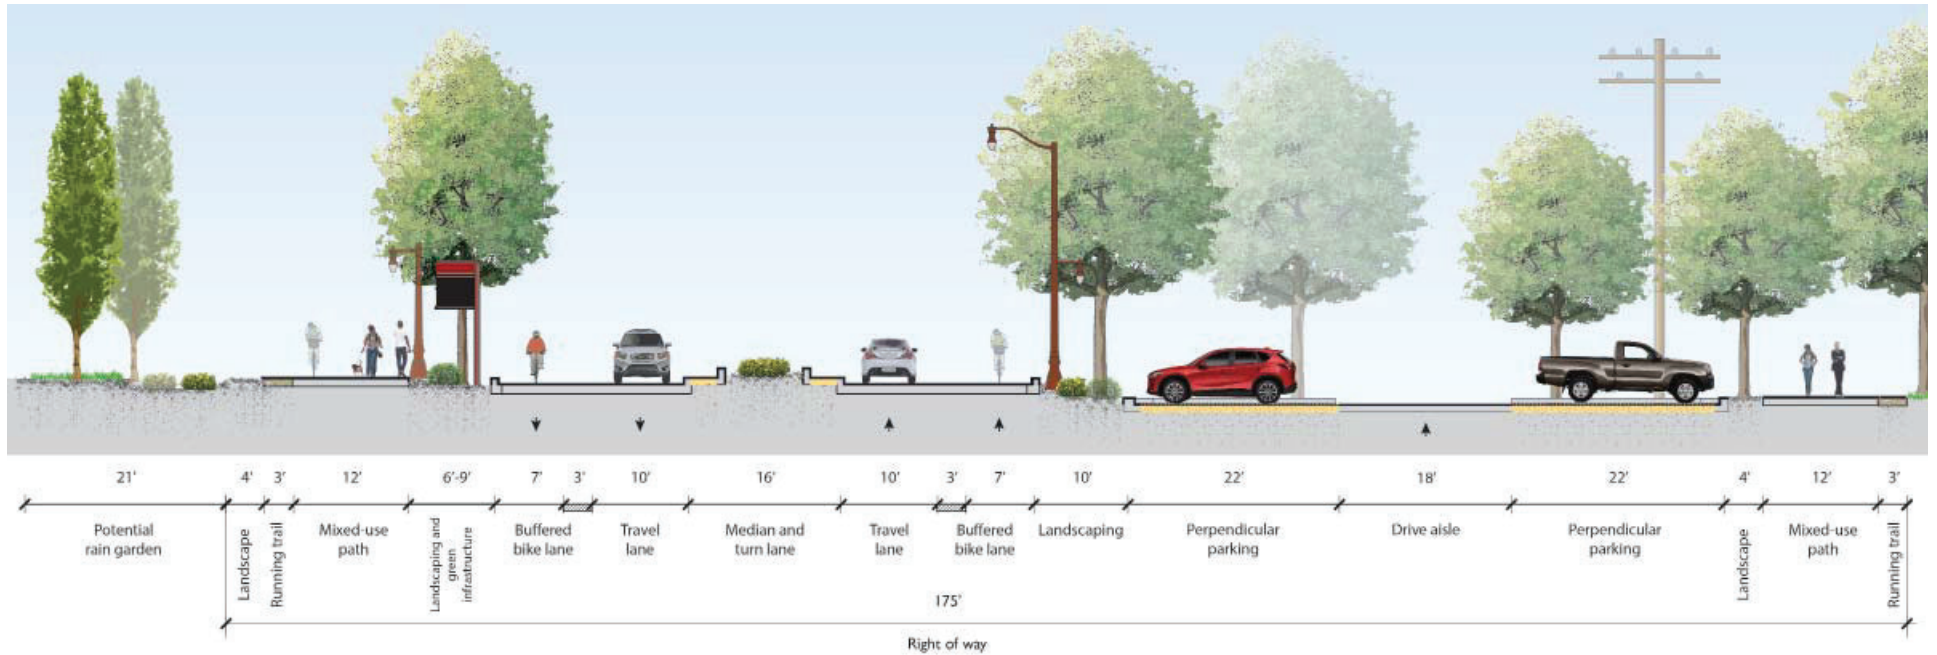 21' 4' 3' 12' 6'-9' 7' 3' 10' 16' 10' 3' 7' 10' 22' 18' 22' 4' 12' 3'
Potential
rain garden
Landscape
Running trail
Mixed-use
path
Landscaping and
green
infrastructure
Buffered
bike lane
Travel
lane
Median and
turn lane
Travel
lane
Buffered
bike lane
Landscaping
Perpendicular
parking
Drive aisle
Perpendicular
parking
Landscape
Mixed-use
path
Running trail
175'
Right of way